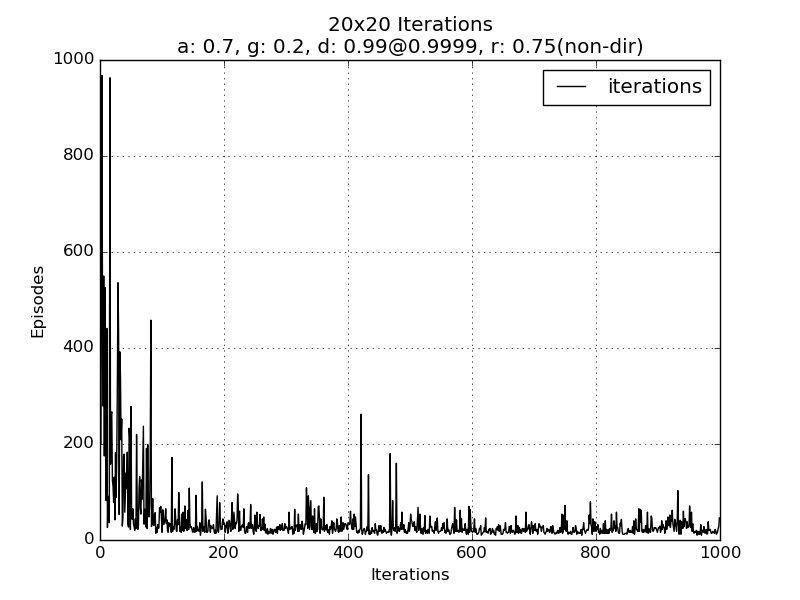 20x20 Iterations
a: 0.7, g: 0.2, d: 0.99@0.9999, r: 0.75(non-dir)
iterations
1000
800
600
400
200
0
Episodes
0 200 400 600 800 1000
Iterations